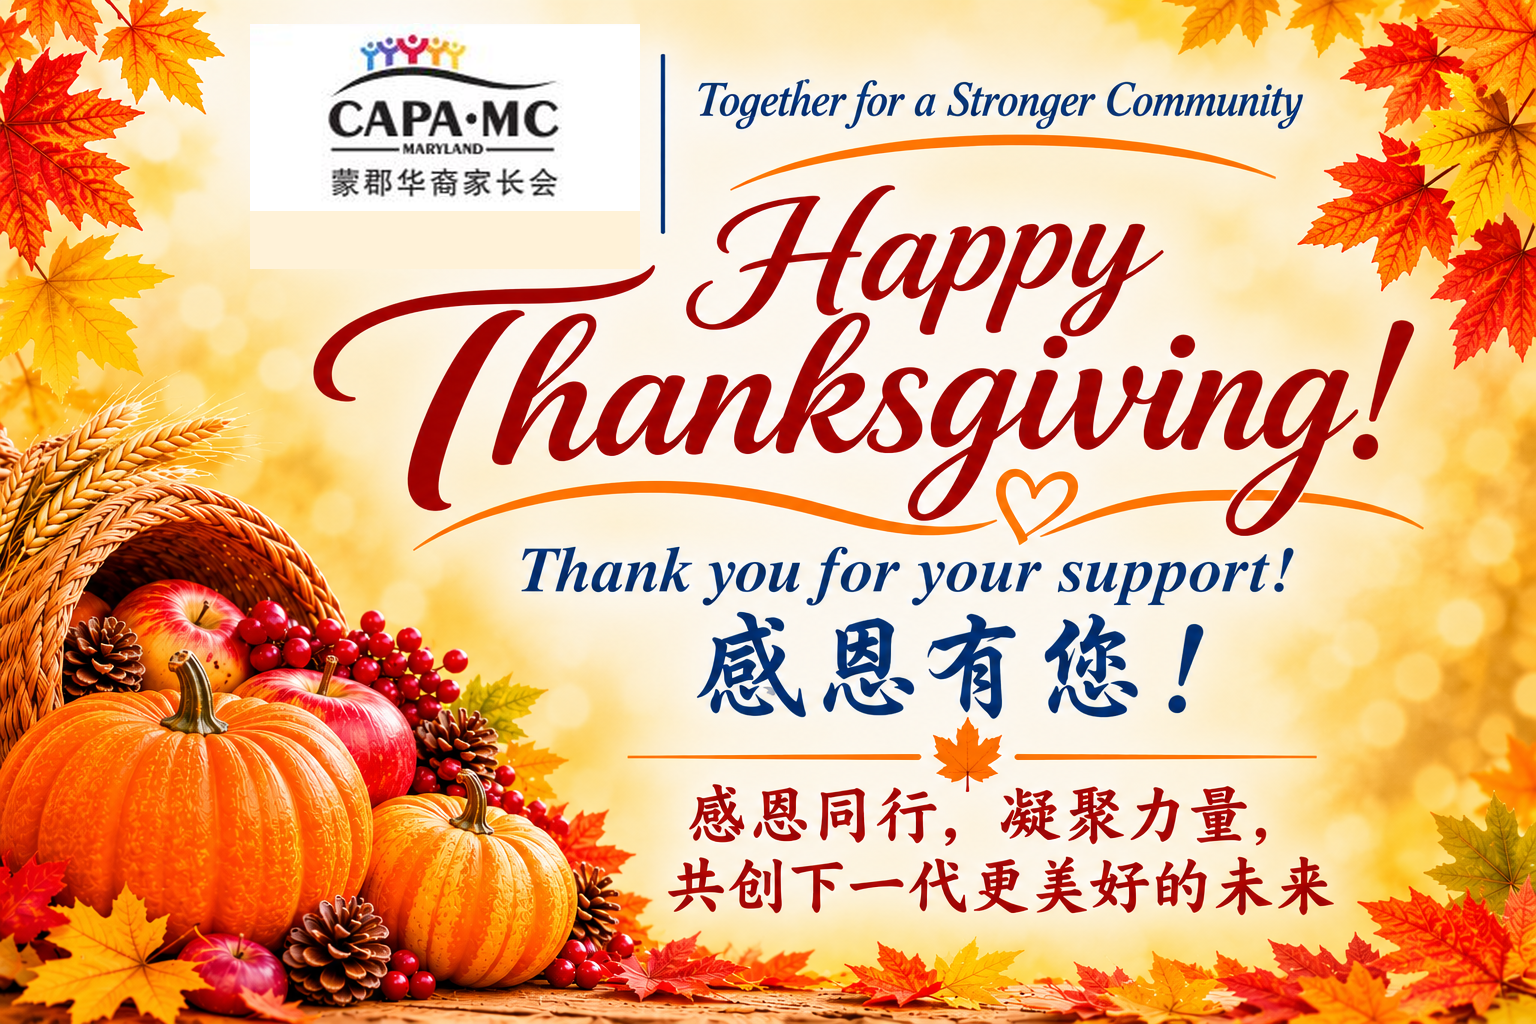 CAPA·MC
MARYLAND
蒙郡华裔家长会
Together for a Stronger Community
Happy
Thanksgiving!
Thank you for your support!
感恩有您！
感恩同行，凝聚力量，
共创下一代更美好的未来